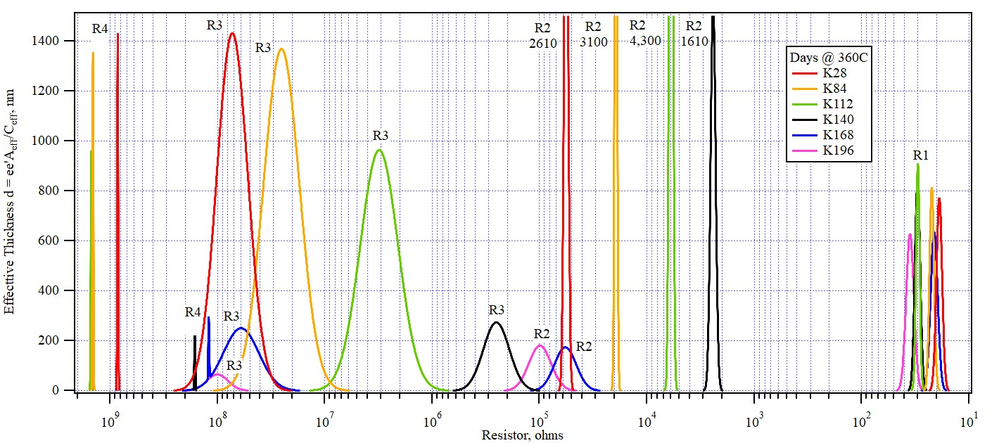 Effecttive Thickness d = ee'A_eff/C_eff, nm
1400
1200
1000
800
600
400
200
0
R4
R3
R3
R3
R4
R3
R3
R3
R2
R2
R2
2610
R2
3100
R2
4,300
R2
1610
R1
Days @ 360C
K28
K84
K112
K140
K168
K196
10^9
10^8
10^7
10^6
10^5
10^4
10^3
10^2
10^1
Resistor, ohms